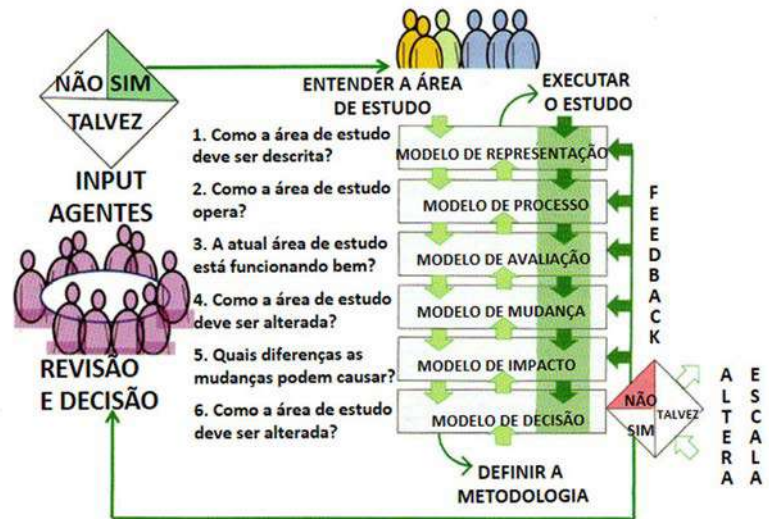 NÃO SIM
TALVEZ
INPUT
AGENTES
REVISÃO
E DECISÃO
ENTENDER A ÁREA
DE ESTUDO
EXECUTAR
O ESTUDO
1. Como a área de estudo
deve ser descrita?
MODELO DE REPRESENTAÇÃO
2. Como a área de estudo
opera?
MODELO DE PROCESSO
3. A atual área de estudo
está funcionando bem?
MODELO DE AVALIAÇÃO
4. Como a área de estudo
deve ser alterada?
MODELO DE MUDANÇA
5. Quais diferenças as
mudanças podem causar?
MODELO DE IMPACTO
6. Como a área de estudo
deve ser alterada?
MODELO DE DECISÃO
DEFINIR A
METODOLOGIA
FEEDBACK
NÃO
TALVEZ
SIM
ALTERA
ESCALA